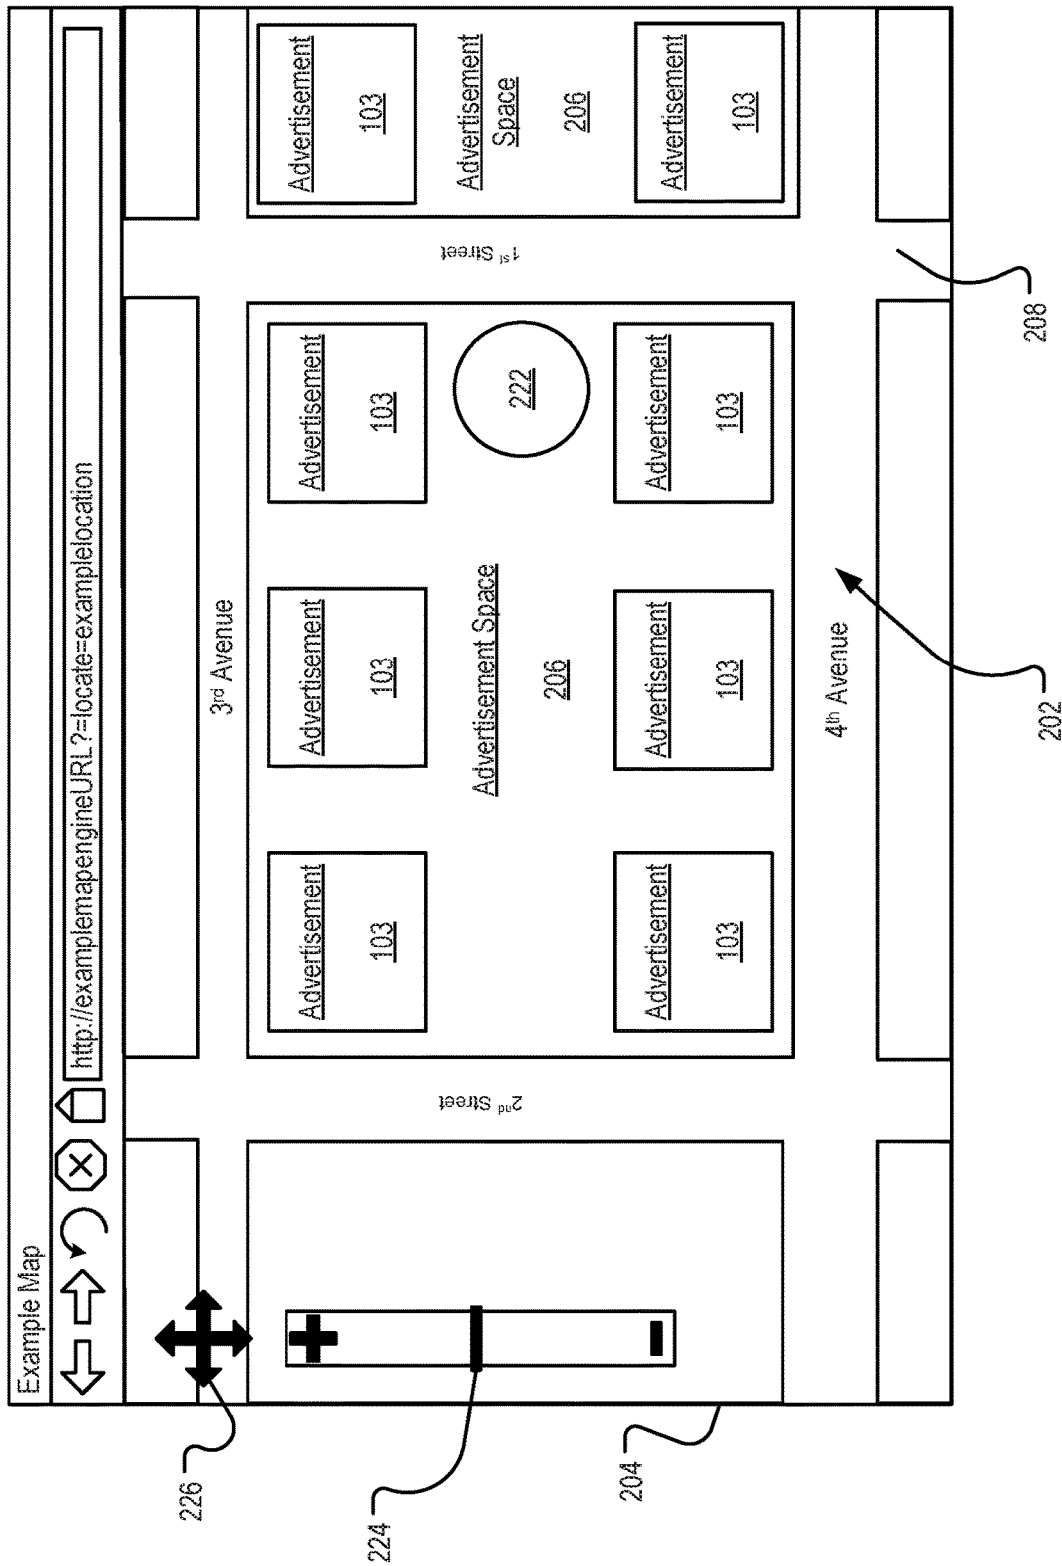 Example Map
http://examplemapengineURL?=locate=examplelocation
226
3rd Avenue
224
204
2nd Street
Advertisement
103
Advertisement
103
Advertisement
103
Advertisement Space
206
222
Advertisement
103
Advertisement
103
Advertisement
103
1st Street
Advertisement
103
Advertisement
Space
206
Advertisement
103
4th Avenue
202
208